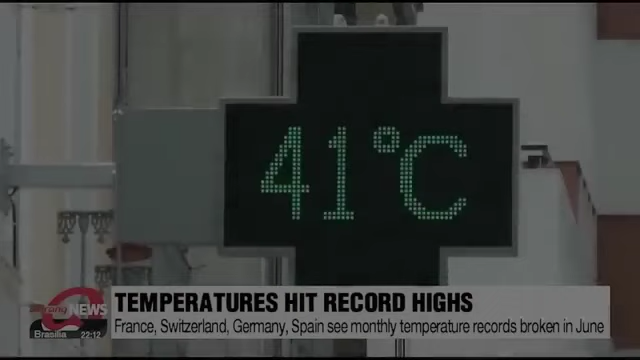 41°C
TEMPERATURES HIT RECORD HIGHS
France, Switzerland, Germany, Spain see monthly temperature records broken in June
arirang NEWS
Brasilia 22:12